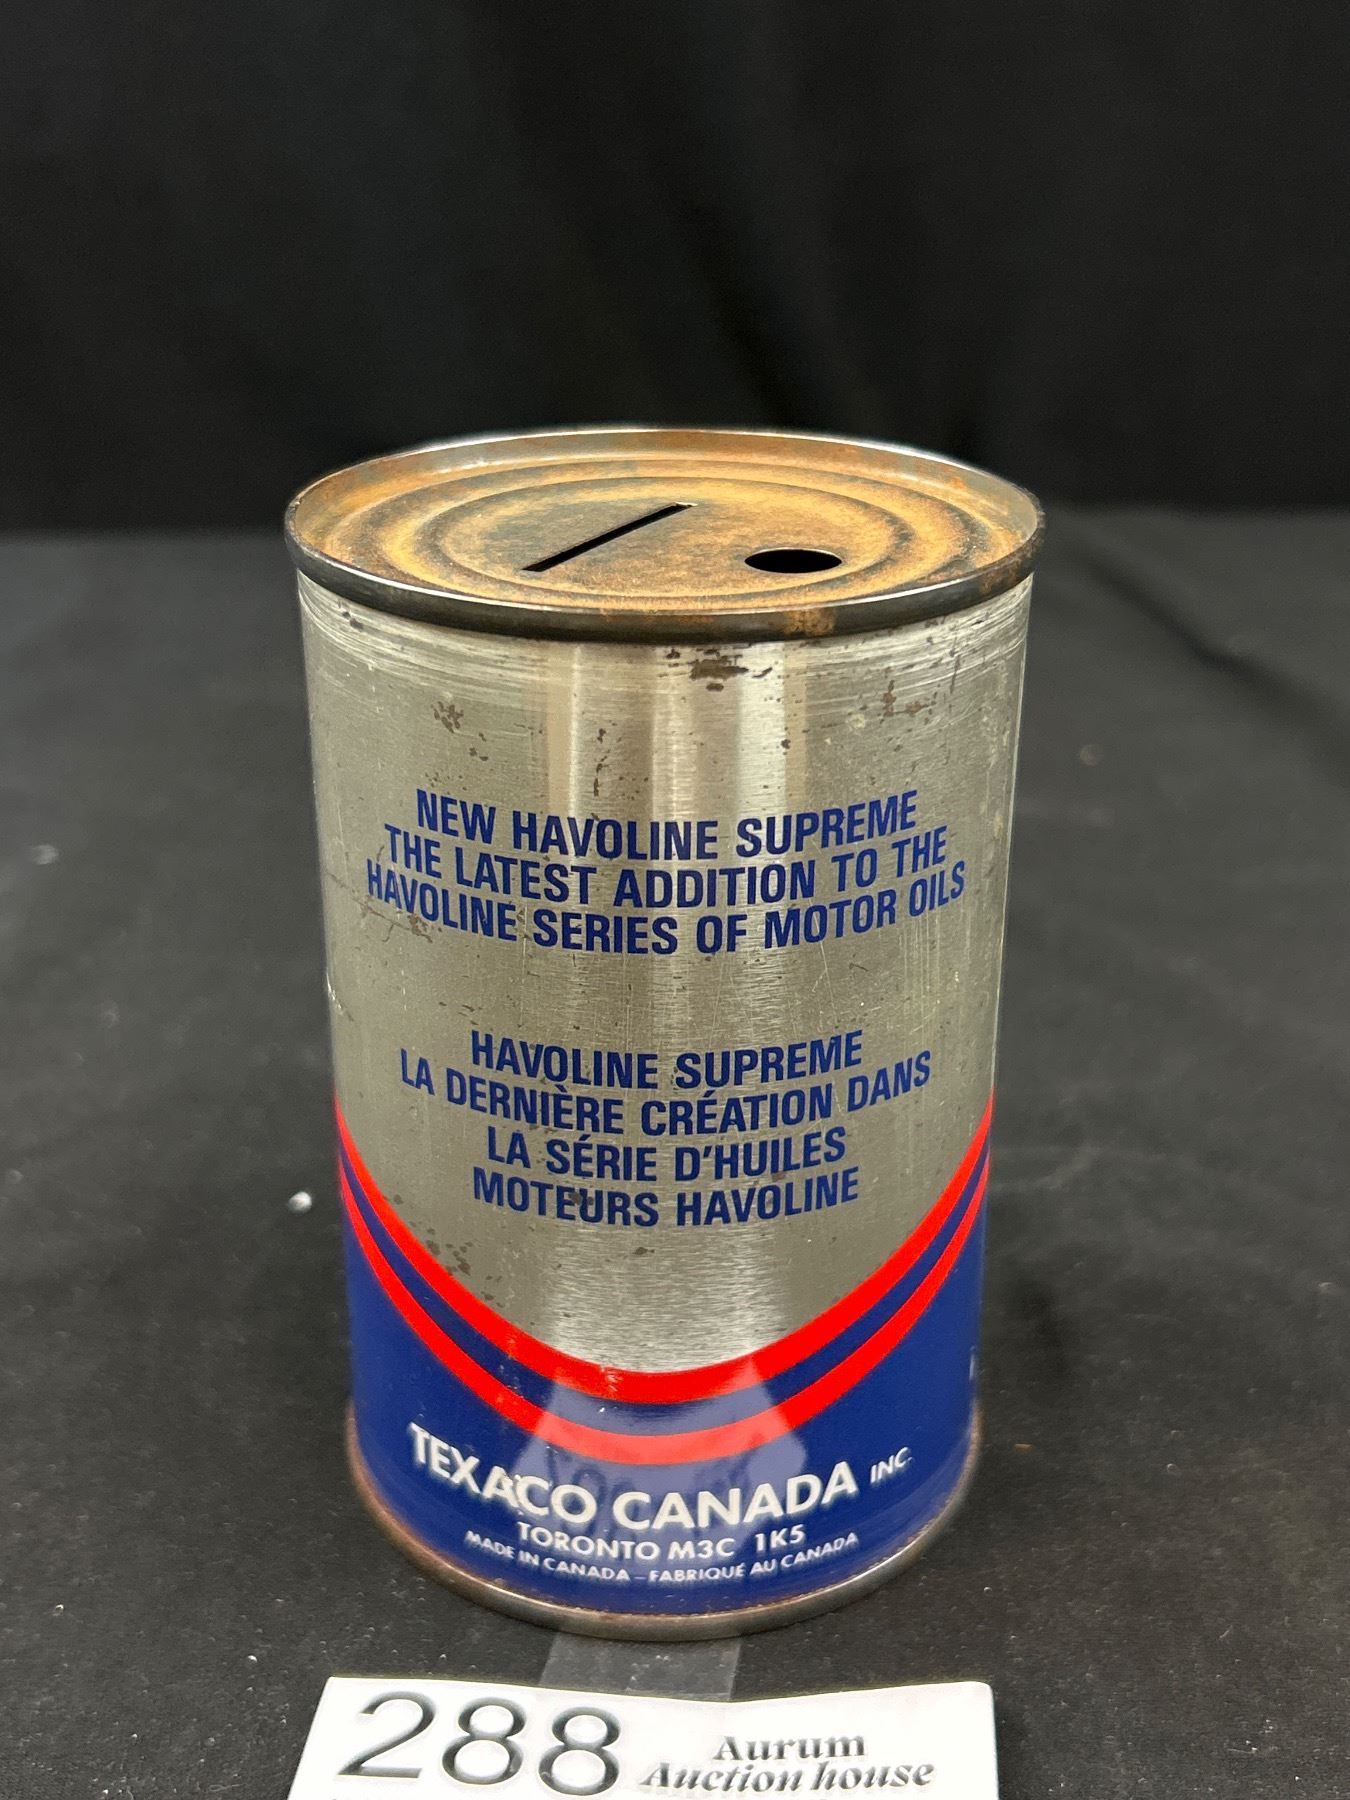 NEW HAVOLINE SUPREME
THE LATEST ADDITION TO THE
HAVOLINE SERIES OF MOTOR OILS
HAVOLINE SUPREME
LA DERNIÈRE CRÉATION DANS
LA SÉRIE D'HUILES
MOTEURS HAVOLINE
TEXACO CANADA INC.
TORONTO M3C 1K5
MADE IN CANADA – FABRIQUÉ AU CANADA
288
Aurum
Auction house